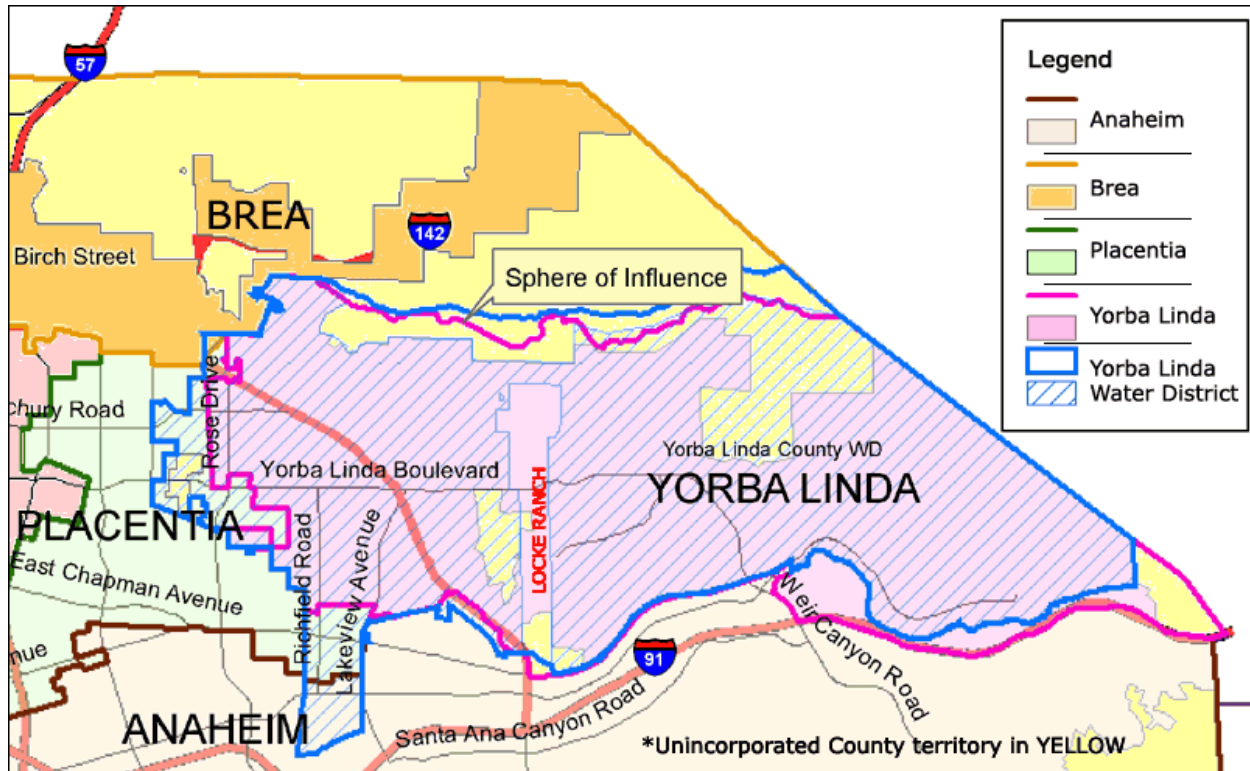 57
Legend
Anaheim
Brea
Placentia
Yorba Linda
Yorba Linda
Water District
BREA
142
Birch Street
Sphere of Influence
Rose Drive
chury Road
Yorba Linda Boulevard
Yorba Linda County WD
YORBA LINDA
LOCKE RANCH
PLACENTIA
East Chapman Avenue
Richfield Road
Lakeview Avenue
Weir Canyon Road
nue
91
ANAHEIM
Santa Ana Canyon Road
*Unincorporated County territory in YELLOW